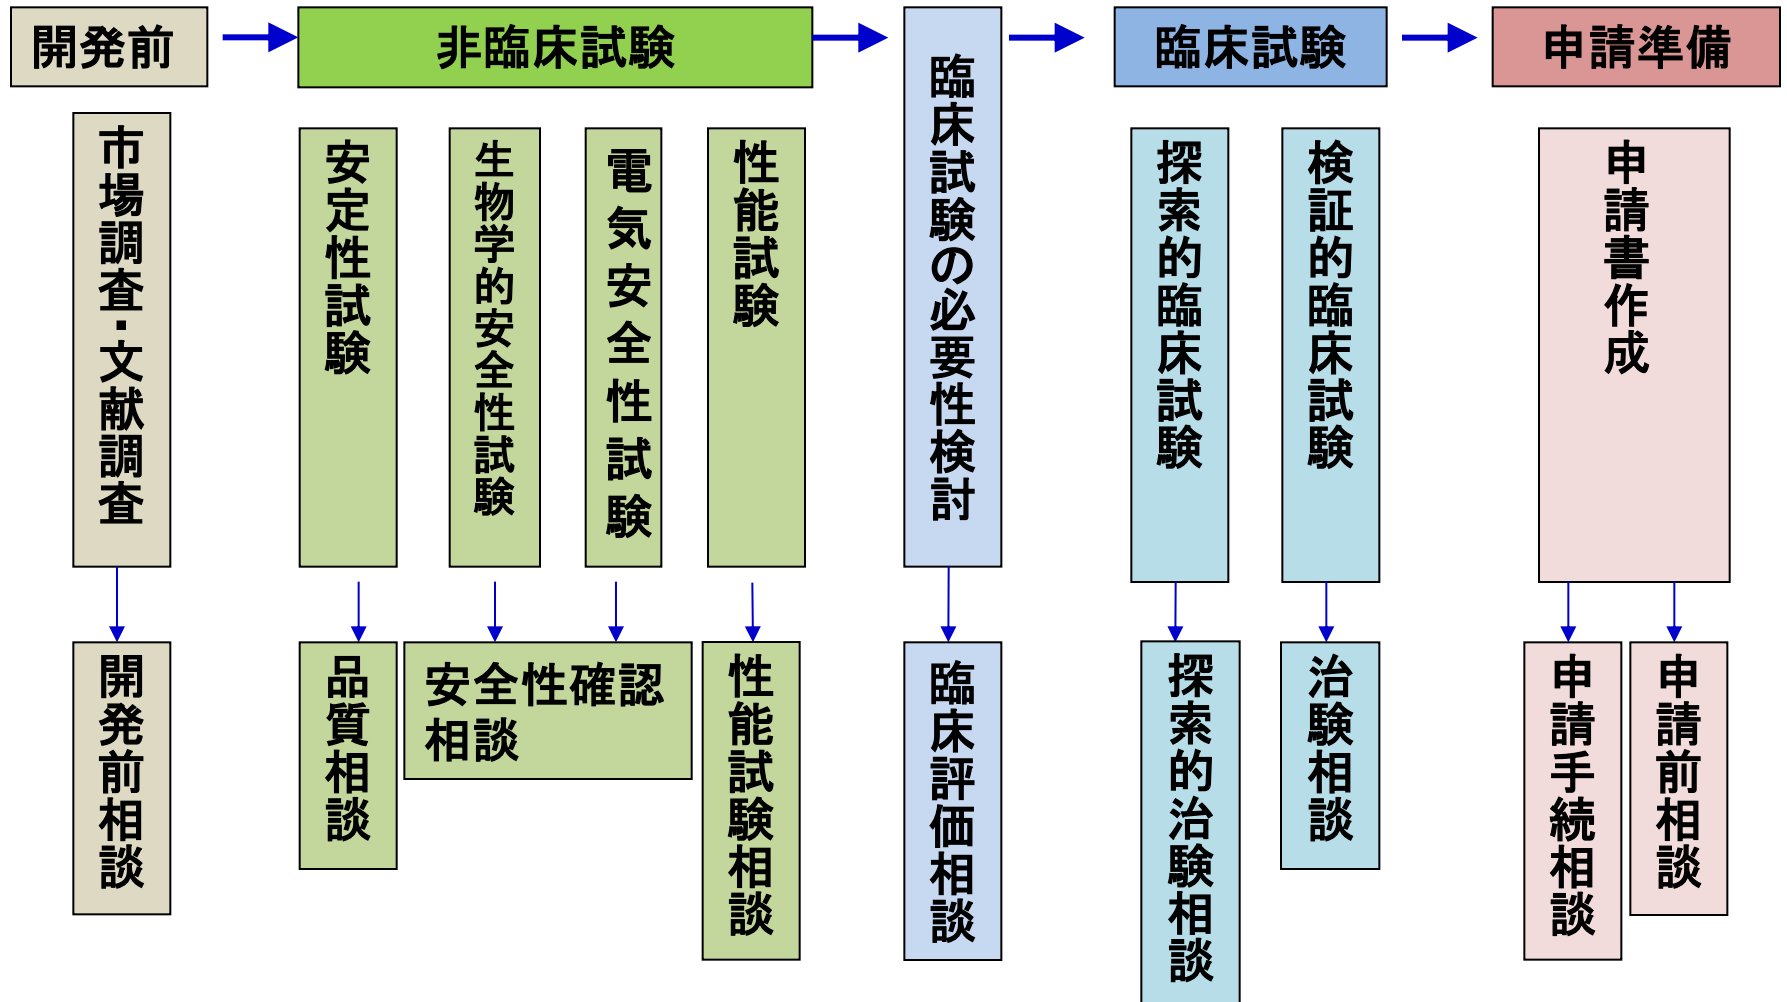 開発前
非臨床試験
臨床試験の必要性検討
臨床試験
申請準備
市場調査・文献調査
安定性試験
生物学的安全性試験
電気安全性試験
性能試験
探索的臨床試験
検証的臨床試験
申請書作成
開発前相談
品質相談
安全性確認
相談
性能試験相談
臨床評価相談
探索的治験相談
治験相談
申請手続相談
申請前相談